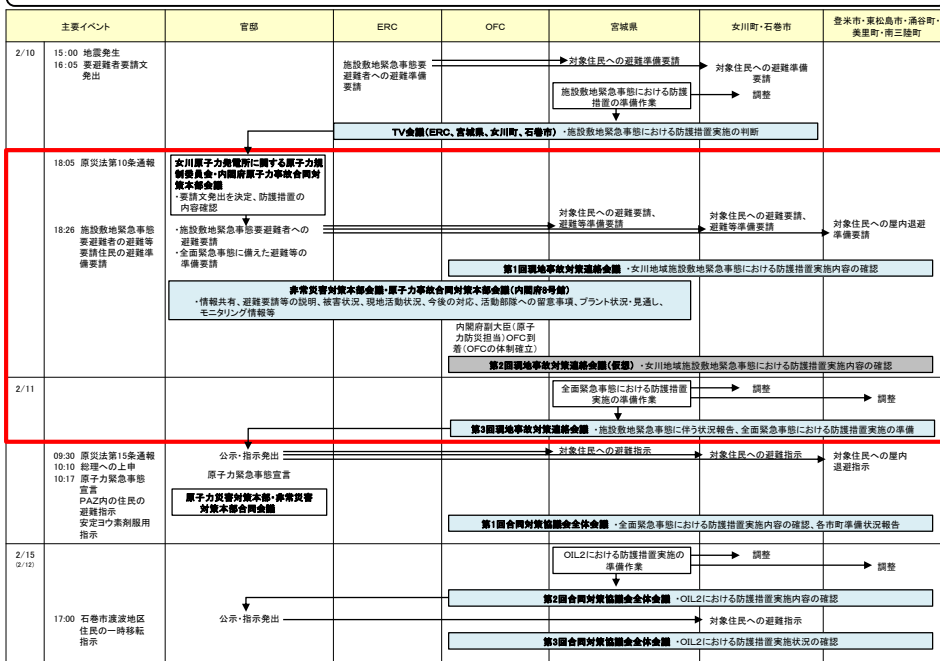 主要イベント
官邸
ERC
OFC
宮城県
女川町・石巻市
登米市・東松島市・涌谷町・
美里町・南三陸町
2/10
15:00 地震発生
16:05 要避難者要請文
発出
施設敷地緊急事態要
避難者への避難準備
要請
対象住民への避難準備要請
対象住民への避難準備
要請
施設敷地緊急事態における防護
措置の準備作業
調整
TV会議(ERC、宮城県、女川町、石巻市) ・施設敷地緊急事態における防護措置実施の判断
18:05 原災法第10条通報
女川原子力発電所に関する原子力規
制委員会・内閣府原子力事故合同対
策本部会議
・要請文発出を決定、防護措置の
内容確認
18:26 施設敷地緊急事態
要避難者の避難等
要請住民の避難準
備要請
・施設敷地緊急事態要避難者への
避難要請
・全面緊急事態に備えた避難等の
準備要請
対象住民への避難要請、
避難等準備要請
対象住民への避難要請、
避難等準備要請
対象住民への屋内退避
準備要請
第1回現地事故対策連絡会議 ・女川地域施設敷地緊急事態における防護措置実施内容の確認
非常災害対策本部会議・原子力事故合同対策本部会議(内閣府8号館)
・情報共有、避難要請等の説明、被害状況、現地活動状況、今後の対応、活動部隊への留意事項、プラント状況・見通し、
モニタリング情報等
内閣府副大臣(原子
力防災担当)OFC到
着(OFCの体制確立)
第2回現地事故対策連絡会議(仮想) ・女川地域施設敷地緊急事態における防護措置実施内容の確認
2/11
全面緊急事態における防護措置
実施の準備作業
調整
調整
第3回現地事故対策連絡会議 ・施設敷地緊急事態に伴う状況報告、全面緊急事態における防護措置実施の準備
09:30 原災法第15条通報
10:10 総理への上申
10:17 原子力緊急事態
宣言
PAZ内の住民の
避難指示
安定ヨウ素剤服用
指示
公示・指示発出
原子力緊急事態宣言
対象住民への避難指示
対象住民への避難指示
対象住民への屋内
退避指示
原子力災害対策本部・非常災害
対策本部合同会議
第1回合同対策協議会全体会議 ・全面緊急事態における防護措置実施内容の確認、各市町準備状況報告
2/15
(2/12)
OIL2における防護措置実施の
準備作業
調整
調整
第2回合同対策協議会全体会議 ・OIL2における防護措置実施内容の確認
17:00 石巻市渡波地区
住民の一時移転
指示
公示・指示発出
対象住民への避難指示
第3回合同対策協議会全体会議 ・OIL2における防護措置実施状況の確認